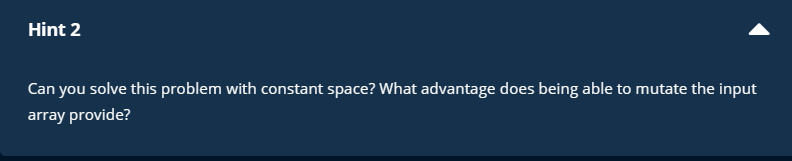 Hint 2
Can you solve this problem with constant space? What advantage does being able to mutate the input
array provide?